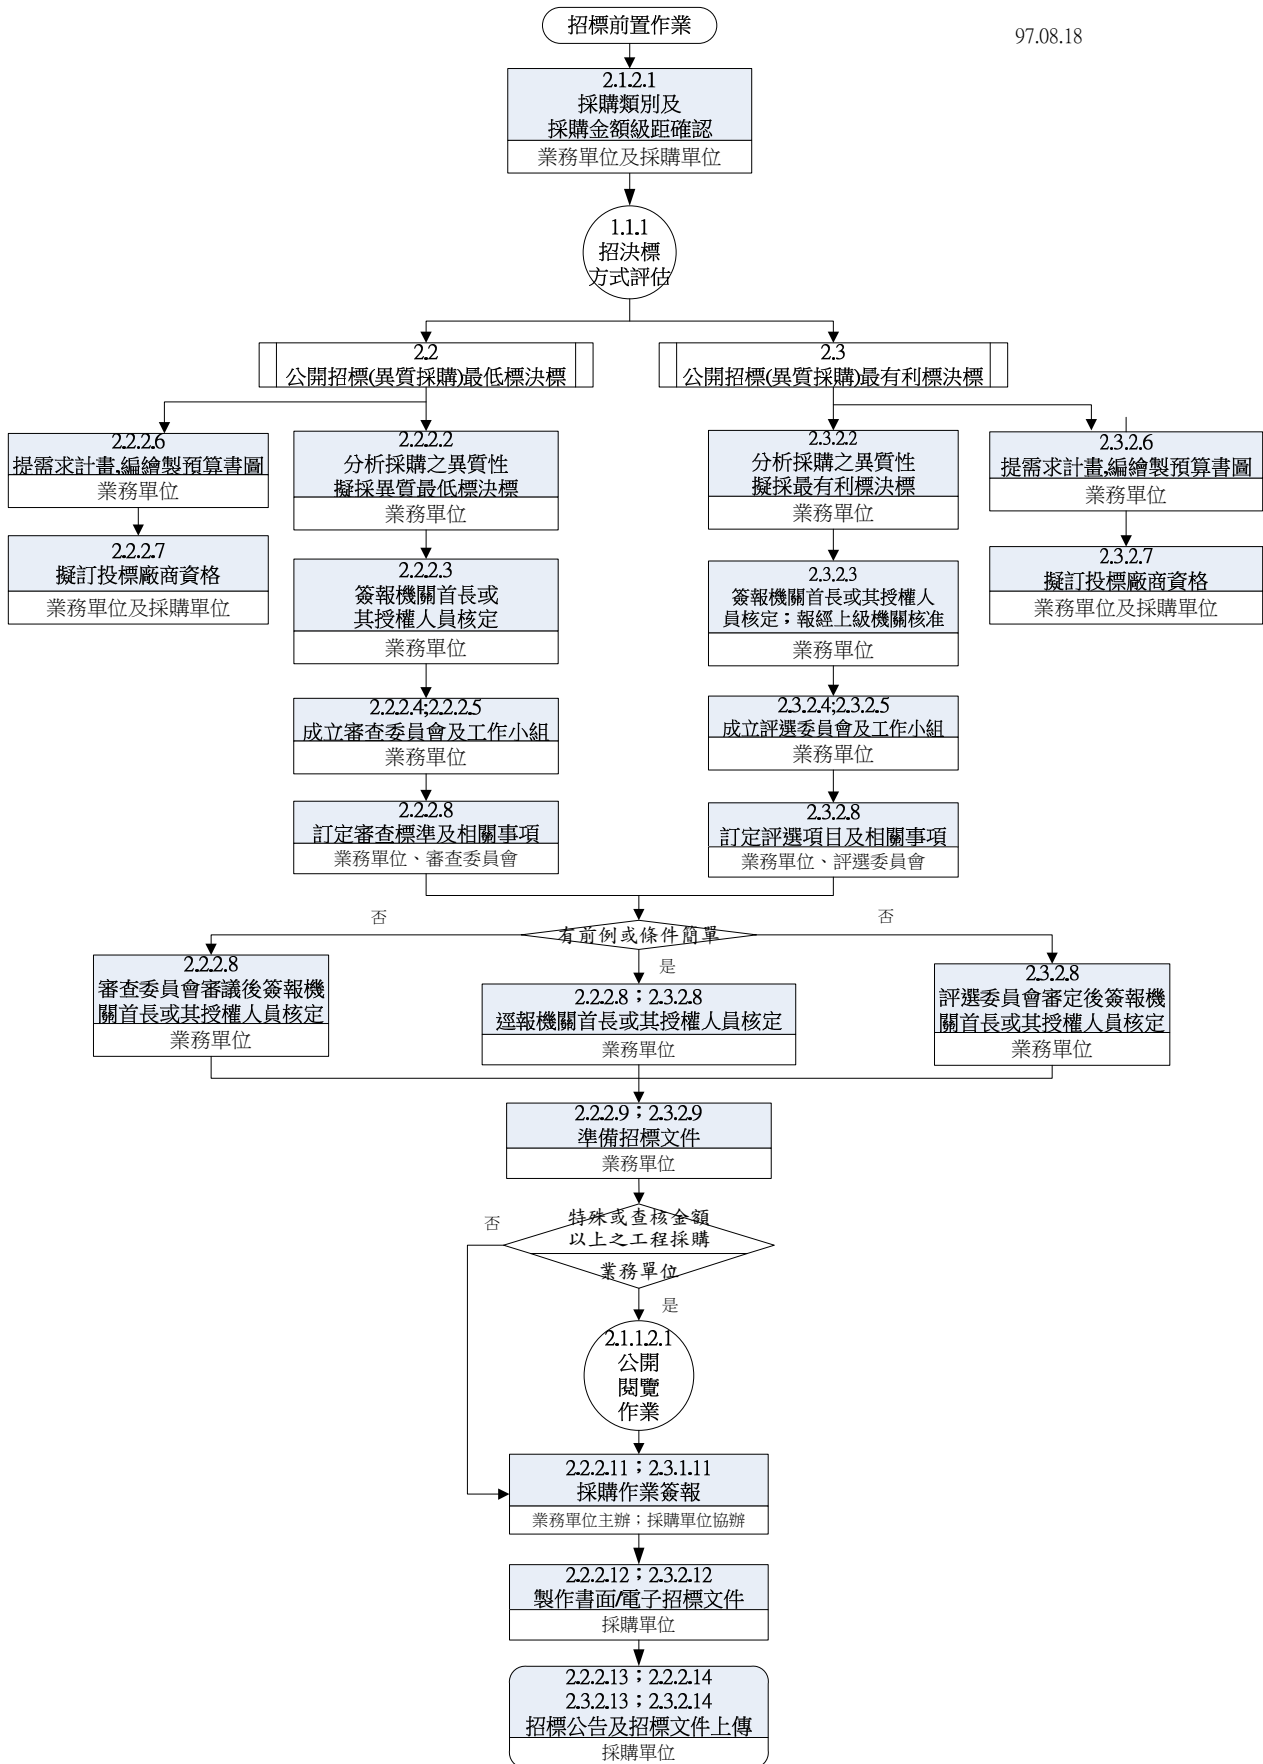 招標前置作業
97.08.18
2.1.2.1
採購類別及
採購金額級距確認
業務單位及採購單位
1.1.1
招決標
方式評估
2.2
公開招標(異質採購)最低標決標
2.3
公開招標(異質採購)最有利標決標
2.2.2.6
提需求計畫,編繪製預算書圖
業務單位
2.2.2.7
擬訂投標廠商資格
業務單位及採購單位
2.2.2.2
分析採購之異質性
擬採異質最低標決標
業務單位
2.2.2.3
簽報機關首長或
其授權人員核定
業務單位
2.2.2.4;2.2.2.5
成立審查委員會及工作小組
業務單位
2.2.2.8
訂定審查標準及相關事項
業務單位、審查委員會
2.3.2.2
分析採購之異質性
擬採最有利標決標
業務單位
2.3.2.3
簽報機關首長或其授權人
員核定；報經上級機關核准
業務單位
2.3.2.4;2.3.2.5
成立評選委員會及工作小組
業務單位
2.3.2.8
訂定評選項目及相關事項
業務單位、評選委員會
2.3.2.6
提需求計畫,編繪製預算書圖
業務單位
2.3.2.7
擬訂投標廠商資格
業務單位及採購單位
否
有前例或條件簡單
否
是
2.2.2.8
審查委員會審議後簽報機
關首長或其授權人員核定
業務單位
2.2.2.8；2.3.2.8
逕報機關首長或其授權人員核定
業務單位
2.3.2.8
評選委員會審定後簽報機
關首長或其授權人員核定
業務單位
2.2.2.9；2.3.2.9
準備招標文件
業務單位
否
特殊或查核金額
以上之工程採購
業務單位
是
2.1.1.2.1
公開
閱覽
作業
2.2.2.11；2.3.1.11
採購作業簽報
業務單位主辦；採購單位協辦
2.2.2.12；2.3.2.12
製作書面/電子招標文件
採購單位
2.2.2.13；2.2.2.14
2.3.2.13；2.3.2.14
招標公告及招標文件上傳
採購單位